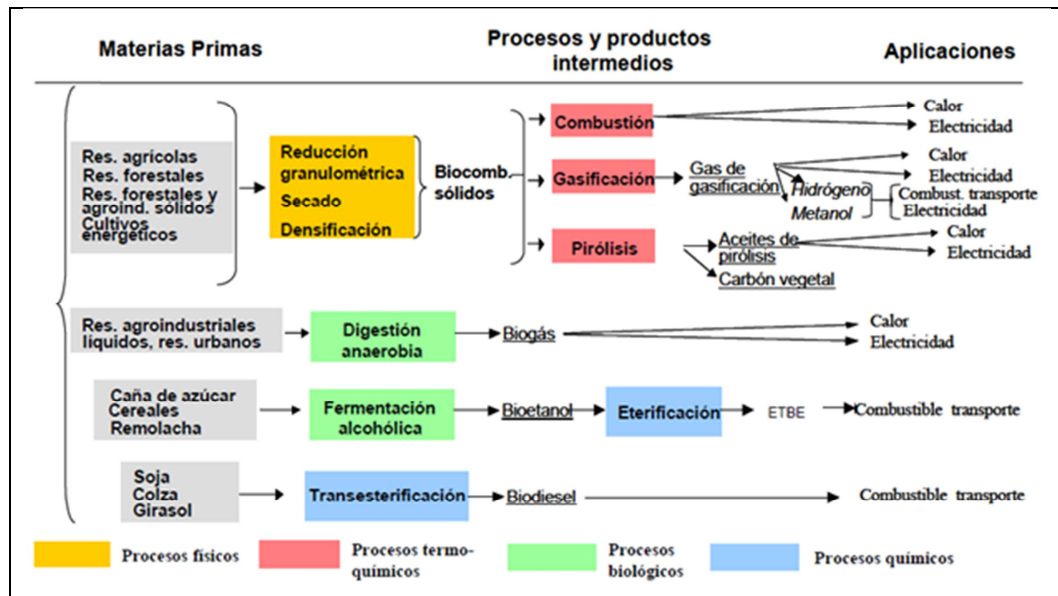 Materias Primas
Procesos y productos
intermedios
Aplicaciones
Res. agrícolas
Res. forestales
Res. forestales y
agroind. sólidos
Cultivos
energéticos
Reducción
granulométrica
Secado
Densificación
Biocomb.
sólidos
Combustión
Calor
Electricidad
Gasificación
Gas de
gasificación
Calor
Electricidad
Hidrógeno
Metanol
Combust. transporte
Electricidad
Pirólisis
Aceites de
pirólisis
Carbón vegetal
Calor
Electricidad
Res. agroindustriales
líquidos, res. urbanos
Digestión
anaerobia
Biogás
Calor
Electricidad
Caña de azúcar
Cereales
Remolacha
Fermentación
alcohólica
Bioetanol
Eterificación
ETBE
Combustible transporte
Soja
Colza
Girasol
Transesterificación
Biodiesel
Combustible transporte
Procesos físicos
Procesos termo-
químicos
Procesos
biológicos
Procesos químicos